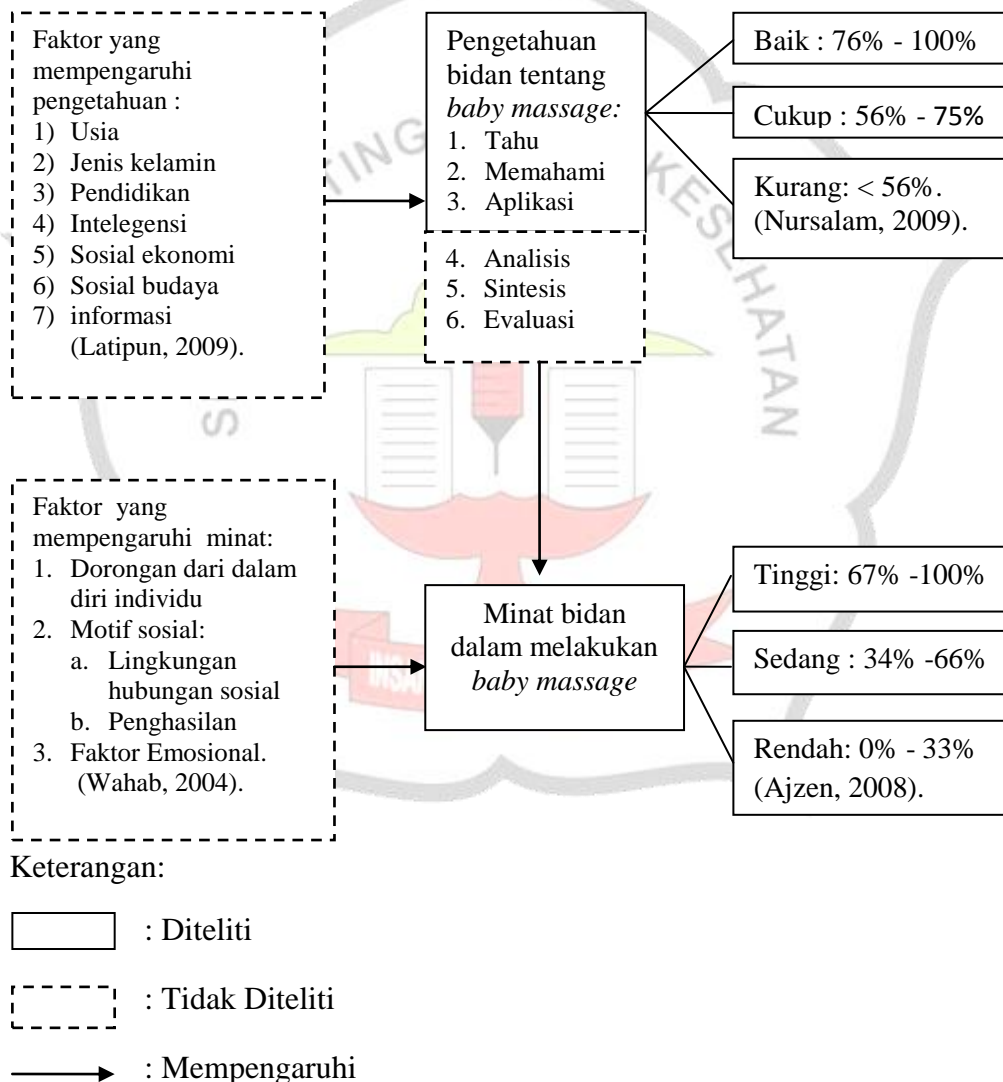 Faktor yang
mempengaruhi
pengetahuan :
1) Usia
2) Jenis kelamin
3) Pendidikan
4) Intelegensi
5) Sosial ekonomi
6) Sosial budaya
7) informasi
(Latipun, 2009).
Pengetahuan
bidan tentang
baby massage:
1. Tahu
2. Memahami
3. Aplikasi
4. Analisis
5. Sintesis
6. Evaluasi
Baik : 76% - 100%
Cukup : 56% - 75%
Kurang: < 56%.
(Nursalam, 2009).
Faktor yang
mempengaruhi minat:
1. Dorongan dari dalam
diri individu
2. Motif sosial:
a. Lingkungan
hubungan sosial
b. Penghasilan
3. Faktor Emosional.
(Wahab, 2004).
Minat bidan
dalam melakukan
baby massage
Tinggi: 67% -100%
Sedang : 34% -66%
Rendah: 0% - 33%
(Ajzen, 2008).
Keterangan:
: Diteliti
: Tidak Diteliti
: Mempengaruhi